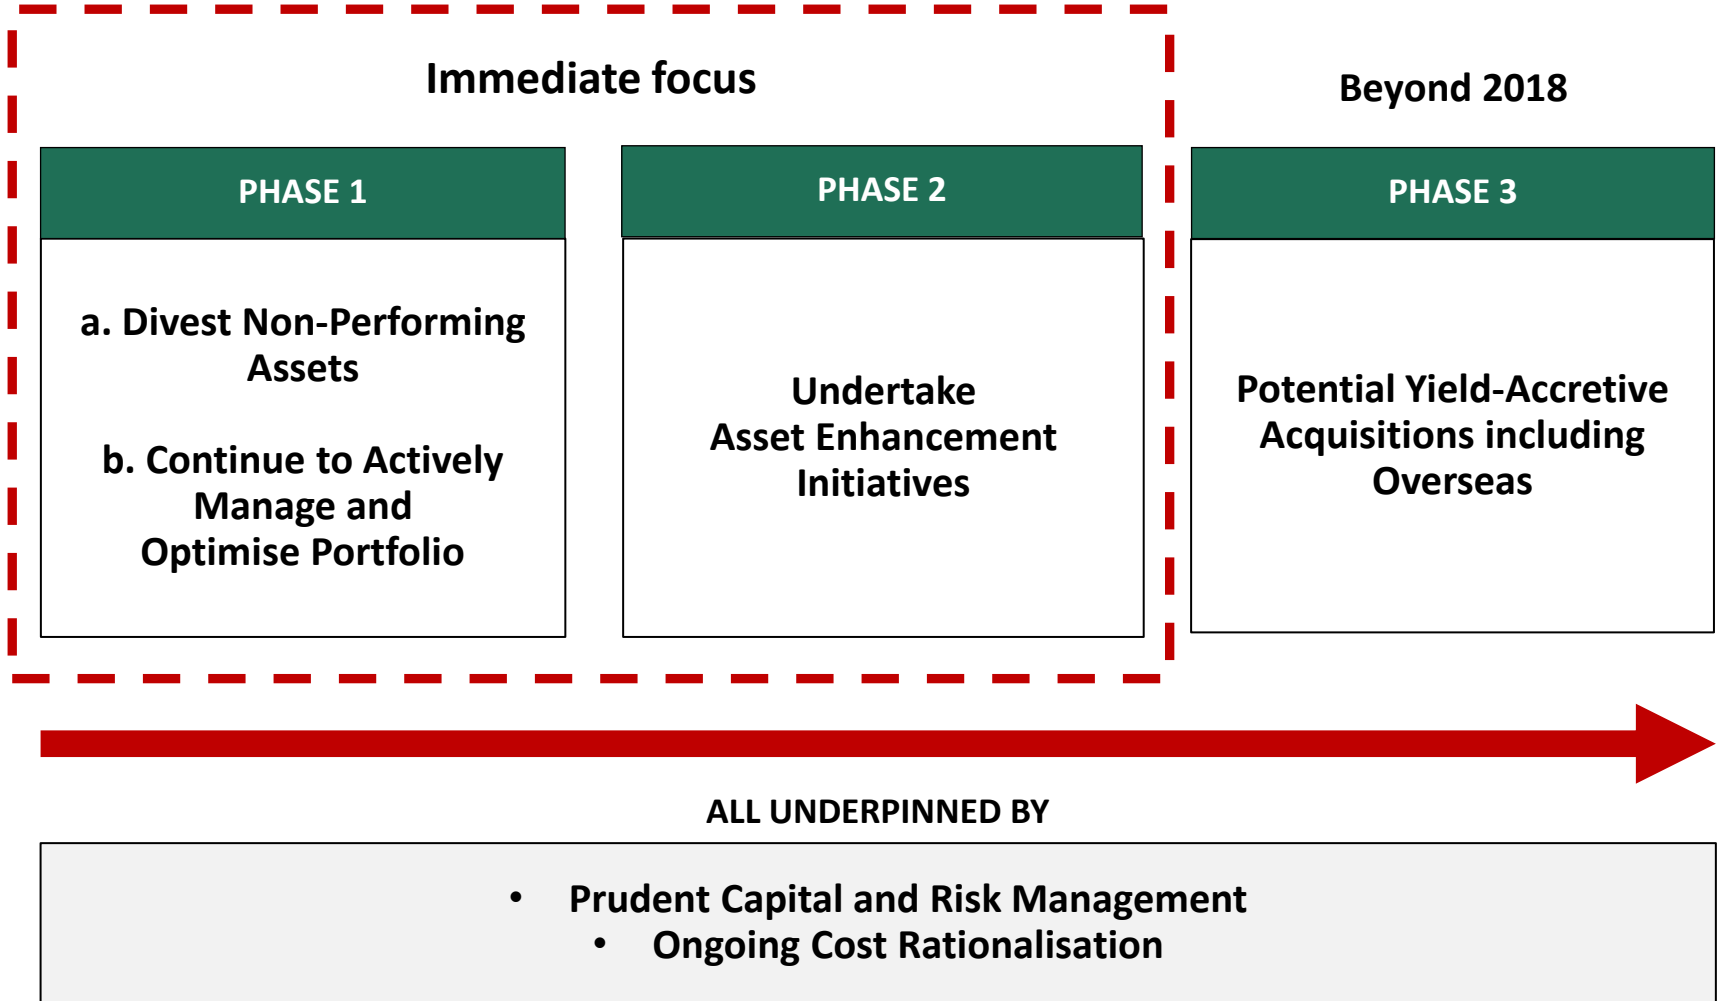 Immediate focus
Beyond 2018
PHASE 1
a. Divest Non-Performing
Assets
b. Continue to Actively
Manage and
Optimise Portfolio
PHASE 2
Undertake
Asset Enhancement
Initiatives
PHASE 3
Potential Yield-Accretive
Acquisitions including
Overseas
ALL UNDERPINNED BY
• Prudent Capital and Risk Management
• Ongoing Cost Rationalisation